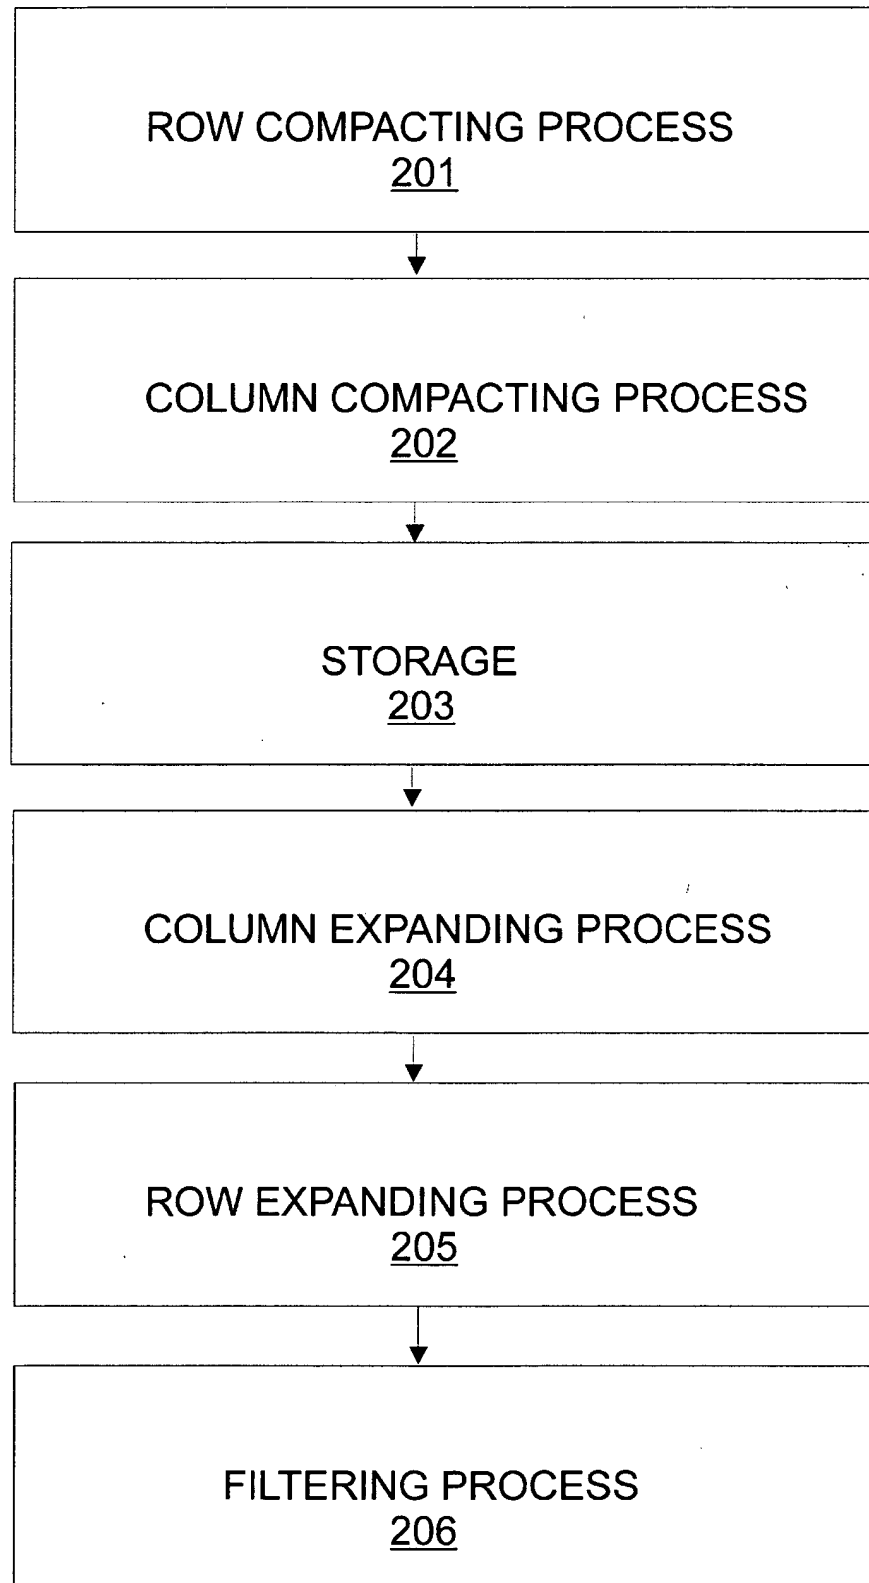 ROW COMPACTING PROCESS
201
COLUMN COMPACTING PROCESS
202
STORAGE
203
COLUMN EXPANDING PROCESS
204
ROW EXPANDING PROCESS
205
FILTERING PROCESS
206